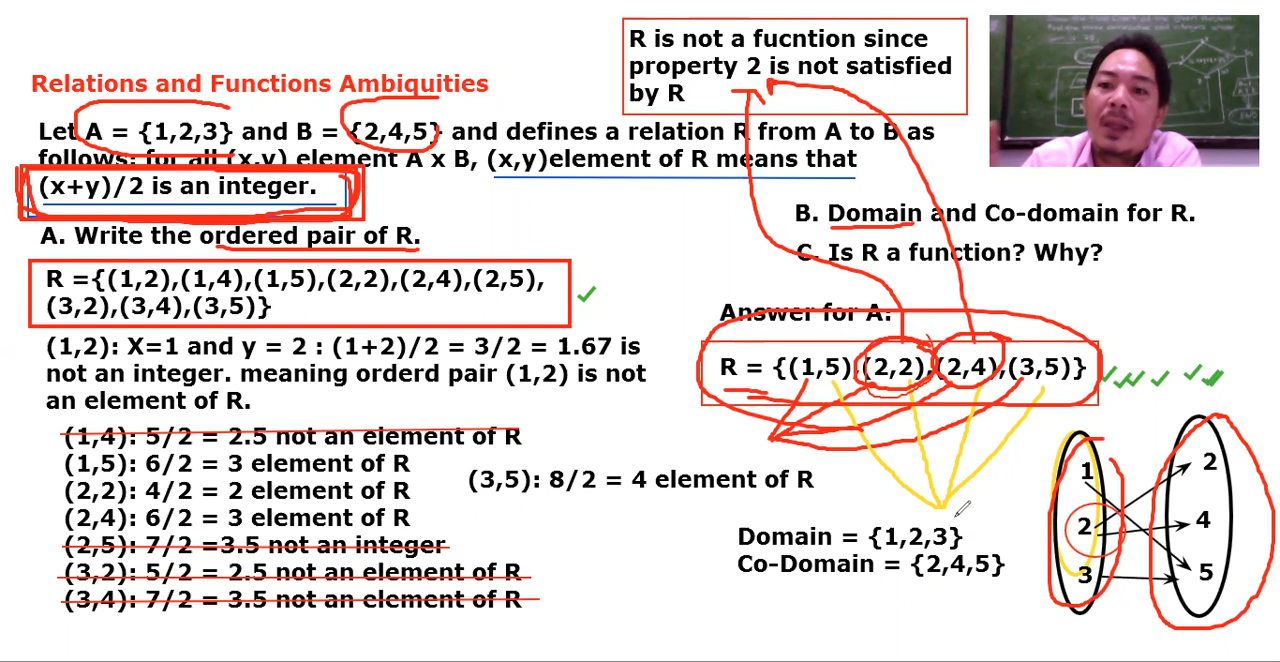 R is not a fucntion since
property 2 is not satisfied
by R
Relations and Functions Ambiquities
Let A = {1,2,3} and B = {2,4,5} and defines a relation R from A to B as
follows: for all (x,y) element A x B, (x,y)element of R means that
(x+y)/2 is an integer.
A. Write the ordered pair of R.
R ={(1,2),(1,4),(1,5),(2,2),(2,4),(2,5),
(3,2),(3,4),(3,5)}
(1,2): X=1 and y = 2 : (1+2)/2 = 3/2 = 1.67 is
not an integer. meaning orderd pair (1,2) is not
an element of R.
(1,4): 5/2 = 2.5 not an element of R
(1,5): 6/2 = 3 element of R
(2,2): 4/2 = 2 element of R
(2,4): 6/2 = 3 element of R
(2,5): 7/2 =3.5 not an integer
(3,2): 5/2 = 2.5 not an element of R
(3,4): 7/2 = 3.5 not an element of R
(3,5): 8/2 = 4 element of R
B. Domain and Co-domain for R.
C. Is R a function? Why?
Answer for A:
R = {(1,5),(2,2),(2,4),(3,5)}
Domain = {1,2,3}
Co-Domain = {2,4,5}
1
2
3
2
4
5